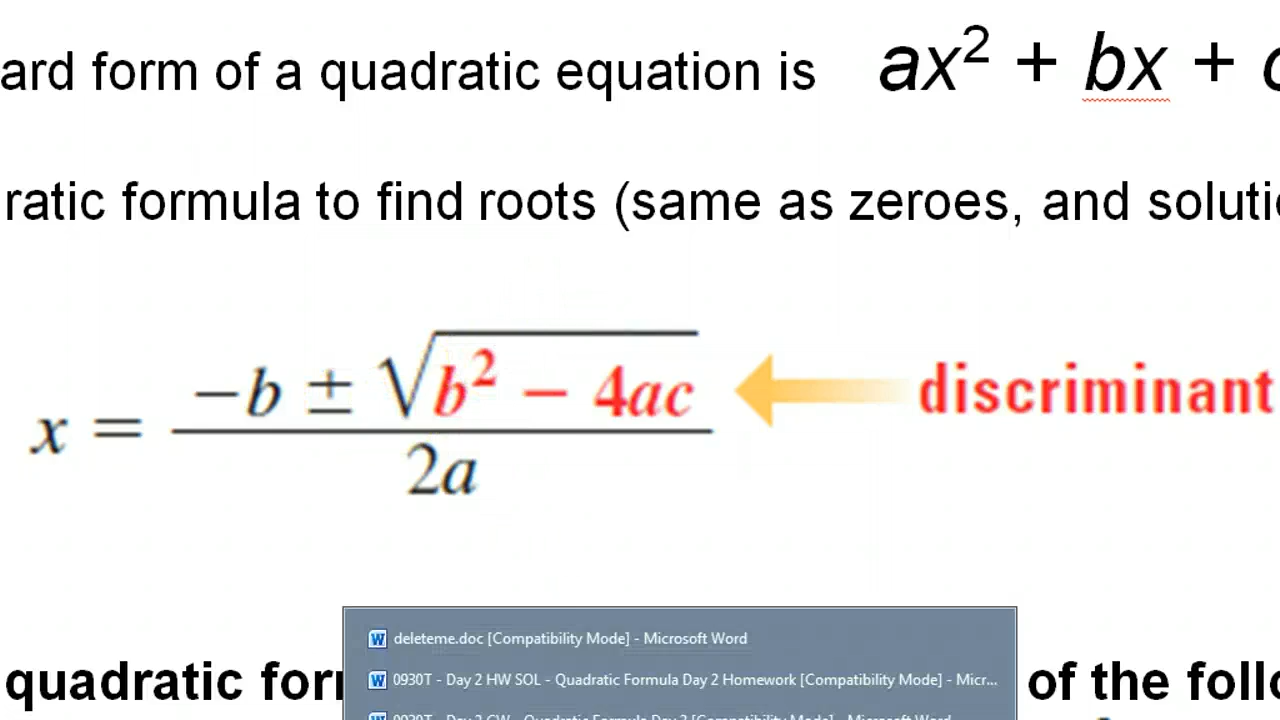 ard form of a quadratic equation is ax² + bx + c
ratic formula to find roots (same as zeroes, and soluti
x = −b ± √b² − 4ac / 2a discriminant
quadratic for of the follo
deleteme.doc [Compatibility Mode] - Microsoft Word
0930T - Day 2 HW SOL - Quadratic Formula Day 2 Homework [Compatibility Mode] - Micr...